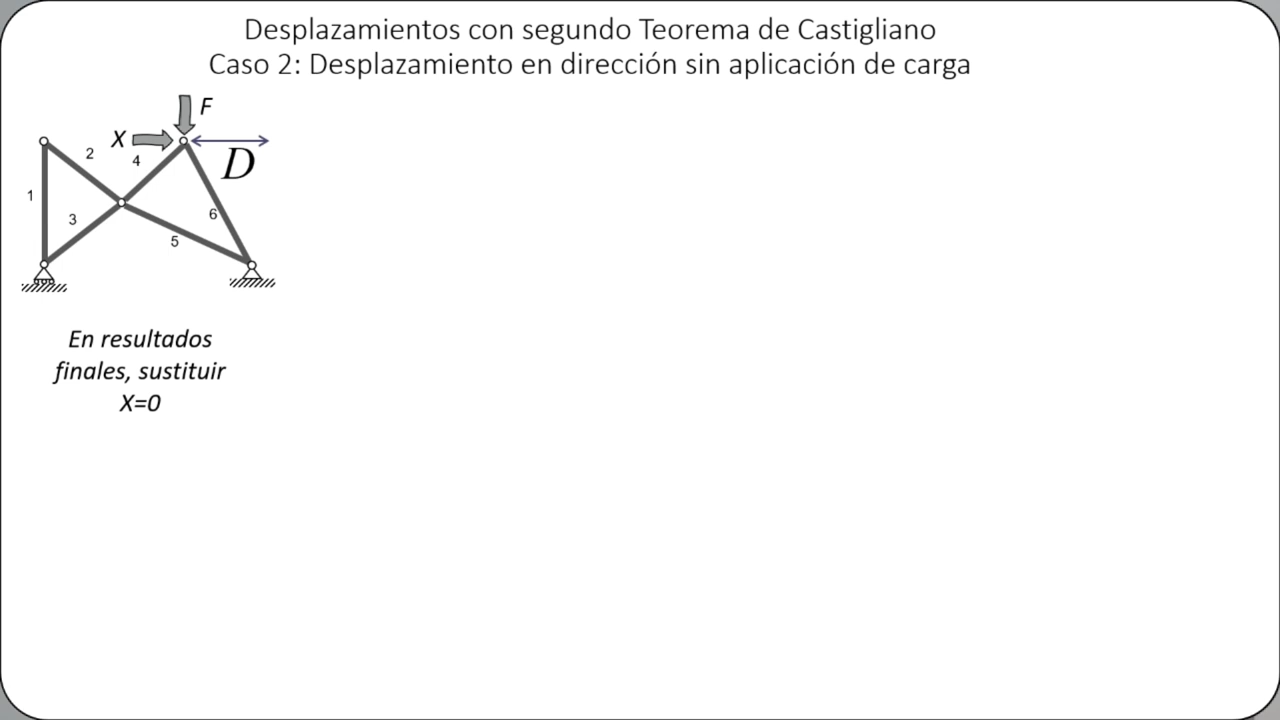 Desplazamientos con segundo Teorema de Castigliano
Caso 2: Desplazamiento en dirección sin aplicación de carga
F
X
D
2
4
1
3
6
5
En resultados
finales, sustituir
X=0